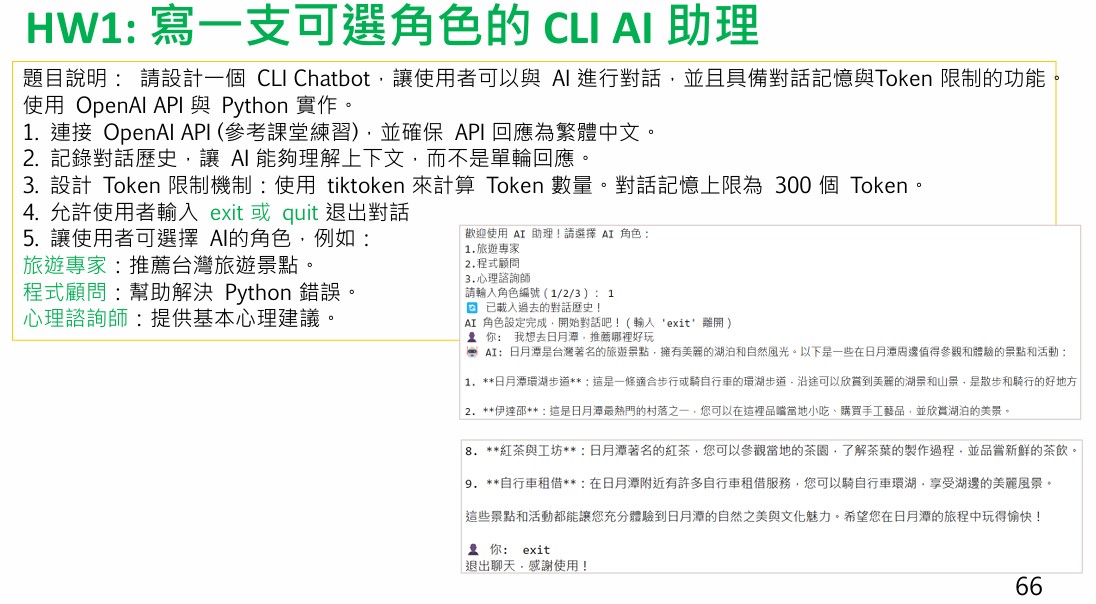 HW1: 寫一支可選角色的 CLI AI 助理
題目說明： 請設計一個 CLI Chatbot，讓使用者可以與 AI 進行對話，並且具備對話記憶與Token 限制的功能。
使用 OpenAI API 與 Python 實作。
1. 連接 OpenAI API (參考課堂練習)，並確保 API 回應為繁體中文。
2. 記錄對話歷史，讓 AI 能夠理解上下文，而不是單輪回應。
3. 設計 Token 限制機制：使用 tiktoken 來計算 Token 數量。對話記憶上限為 300 個 Token。
4. 允許使用者輸入 exit 或 quit 退出對話
5. 讓使用者可選擇 AI的角色，例如：
旅遊專家：推薦台灣旅遊景點。
程式顧問：幫助解決 Python 錯誤。
心理諮詢師：提供基本心理建議。
歡迎使用 AI 助理！請選擇 AI 角色：
1.旅遊專家
2.程式顧問
3.心理諮詢師
請輸入角色編號（1/2/3）： 1
已載入過去的對話歷史！
AI 角色設定完成，開始對話吧！（輸入 'exit' 離開）
你: 我想去日月潭，推薦哪裡好玩
AI: 日月潭是台灣著名的旅遊景點，擁有美麗的湖泊和自然風光。以下是一些在日月潭周邊值得參觀和體驗的景點和活動：
1. **日月潭環湖步道**：這是一條適合步行或騎自行車的環湖步道，沿途可以欣賞到美麗的湖景和山景，是散步和騎行的好地方
2. **伊達邵**：這是日月潭最熱門的村落之一，您可以在這裡品嚐當地小吃、購買手工藝品，並欣賞湖泊的美景。
8. **紅茶與工坊**：日月潭著名的紅茶，您可以參觀當地的茶園，了解茶葉的製作過程，並品嘗新鮮的茶飲。
9. **自行車租借**：在日月潭附近有許多自行車租借服務，您可以騎自行車環湖，享受湖邊的美麗風景。
這些景點和活動都能讓您充分體驗到日月潭的自然之美與文化魅力。希望您在日月潭的旅程中玩得愉快！
你: exit
退出聊天，感謝使用！
66